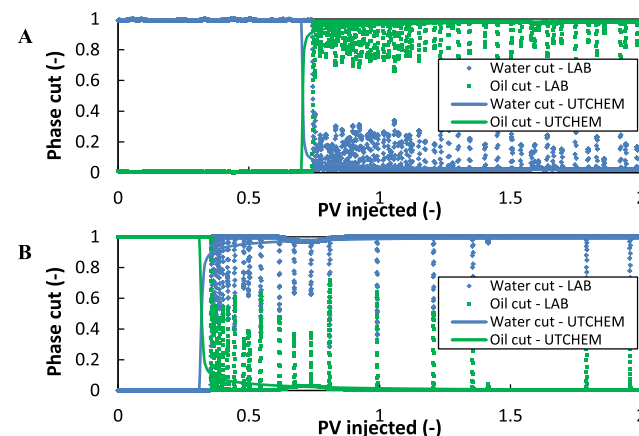 A
Phase cut (-)
1
0.8
0.6
0.4
0.2
0
Water cut - LAB
Oil cut - LAB
Water cut - UTCHEM
Oil cut - UTCHEM
0 0.5 1 1.5 2
PV injected (-)
B
Phase cut (-)
1
0.8
0.6
0.4
0.2
0
Water cut - LAB
Oil cut - LAB
Water cut - UTCHEM
Oil cut - UTCHEM
0 0.5 1 1.5 2
PV injected (-)